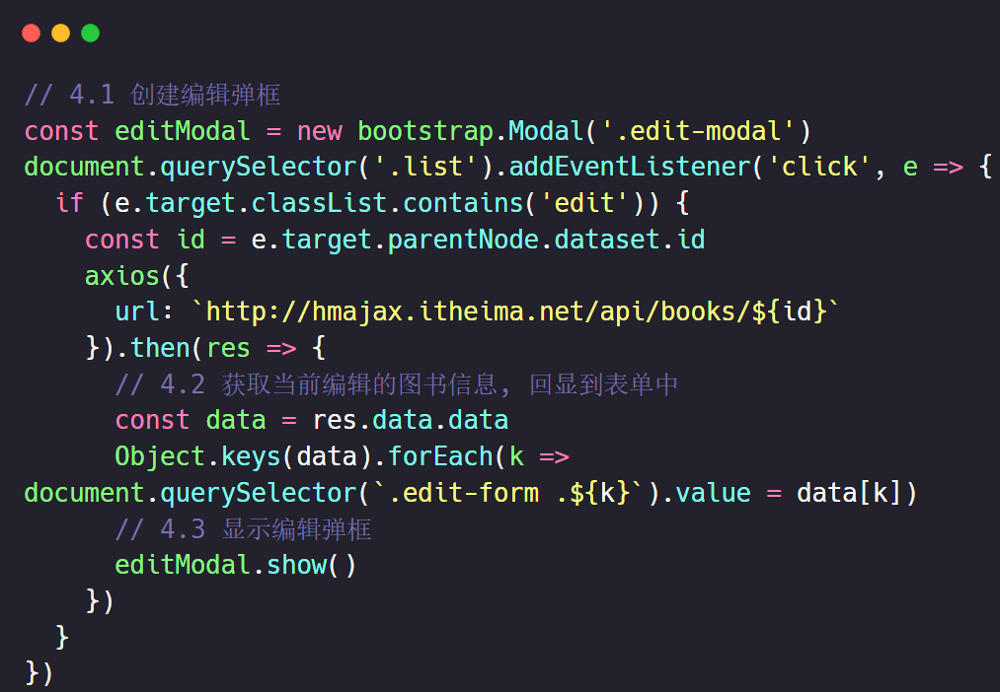 // 4.1 创建编辑弹框
const editModal = new bootstrap.Modal('.edit-modal')
document.querySelector('.list').addEventListener('click', e => {
  if (e.target.classList.contains('edit')) {
    const id = e.target.parentNode.dataset.id
    axios({
      url: `http://hmajax.itheima.net/api/books/${id}`
    }).then(res => {
      // 4.2 获取当前编辑的图书信息, 回显到表单中
      const data = res.data.data
      Object.keys(data).forEach(k =>
document.querySelector(`.edit-form .${k}`).value = data[k])
      // 4.3 显示编辑弹框
      editModal.show()
    })
  }
})